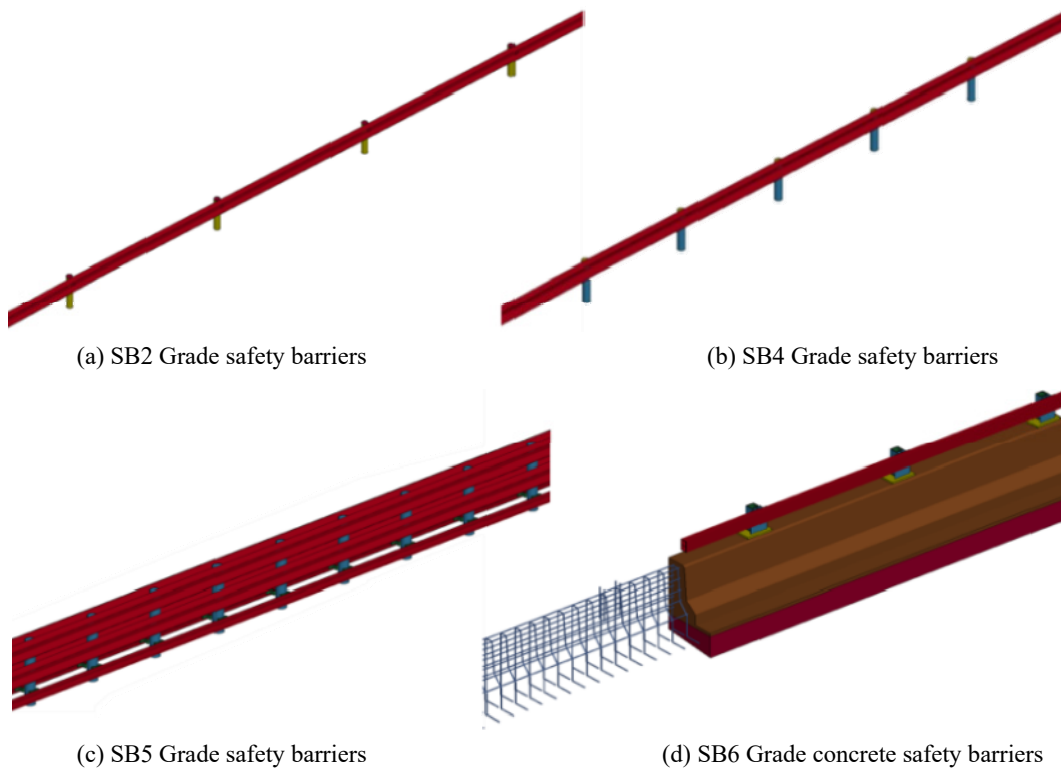 (a) SB2 Grade safety barriers
(b) SB4 Grade safety barriers
(c) SB5 Grade safety barriers
(d) SB6 Grade concrete safety barriers